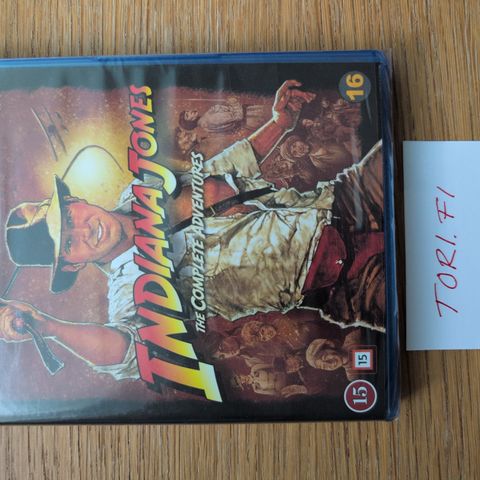 INDIANA JONES
THE COMPLETE ADVENTURES
16
15
15
TORI.FI